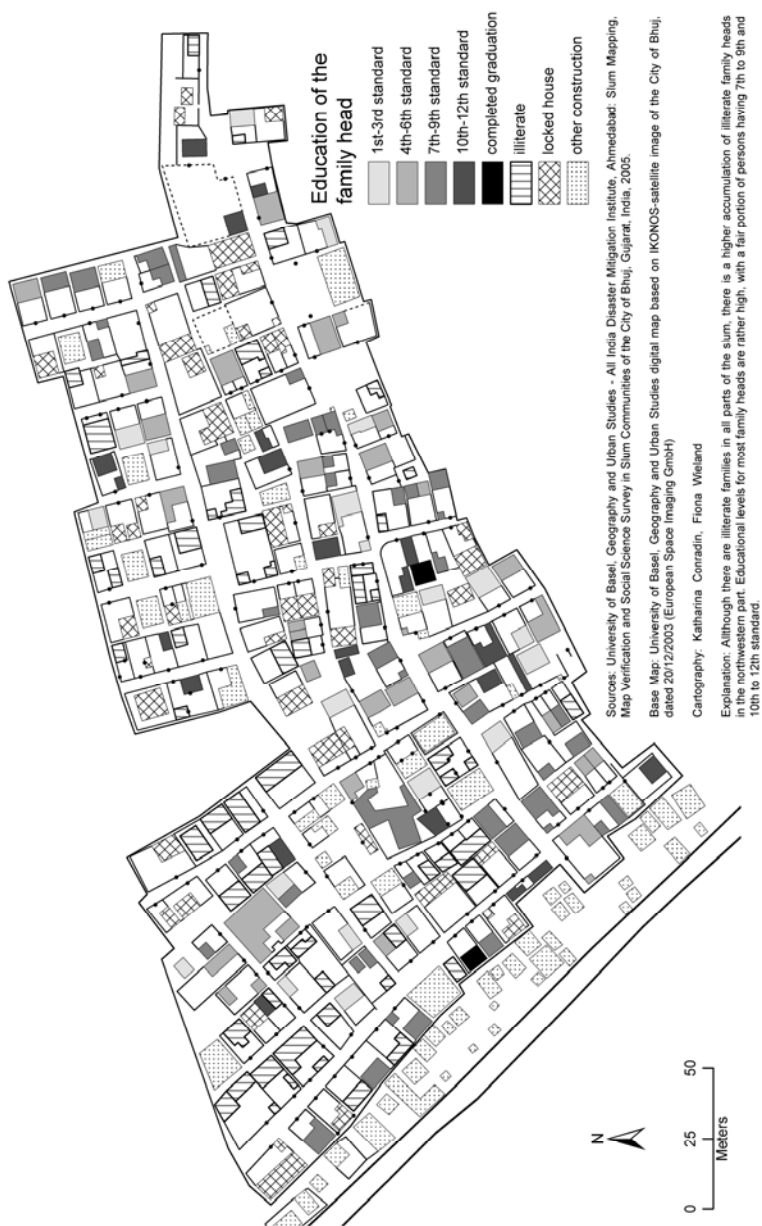 Education of the
family head
1st-3rd standard
4th-6th standard
7th-9th standard
10th-12th standard
completed graduation
illiterate
locked house
other construction
Sources: University of Basel, Geography and Urban Studies - All India Disaster Mitigation Institute, Ahmedabad: Slum Mapping,
Map Verification and Social Science Survey in Slum Communities of the City of Bhuj, Gujarat, India, 2005.
Base Map: University of Basel, Geography and Urban Studies digital map based on IKONOS-satellite image of the City of Bhuj,
dated 20/12/2003 (European Space Imaging GmbH)
Cartography: Katharina Conradin, Fiona Wieland
Explanation: Allthough there are illiterate families in all parts of the slum, there is a higher accumulation of illiterate family heads
in the northwestern part. Educational levels for most family heads are rather high, with a fair portion of persons having 7th to 9th and
10th to 12th standard.
N
0 25 50
Meters